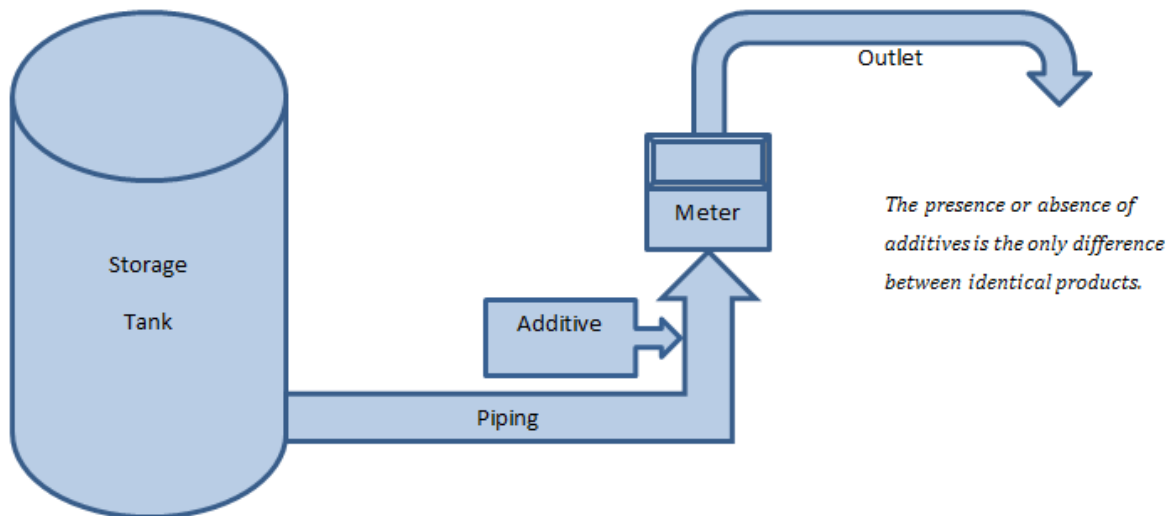 Outlet
Meter
The presence or absence of
additives is the only difference
between identical products.
Storage
Tank
Additive
Piping